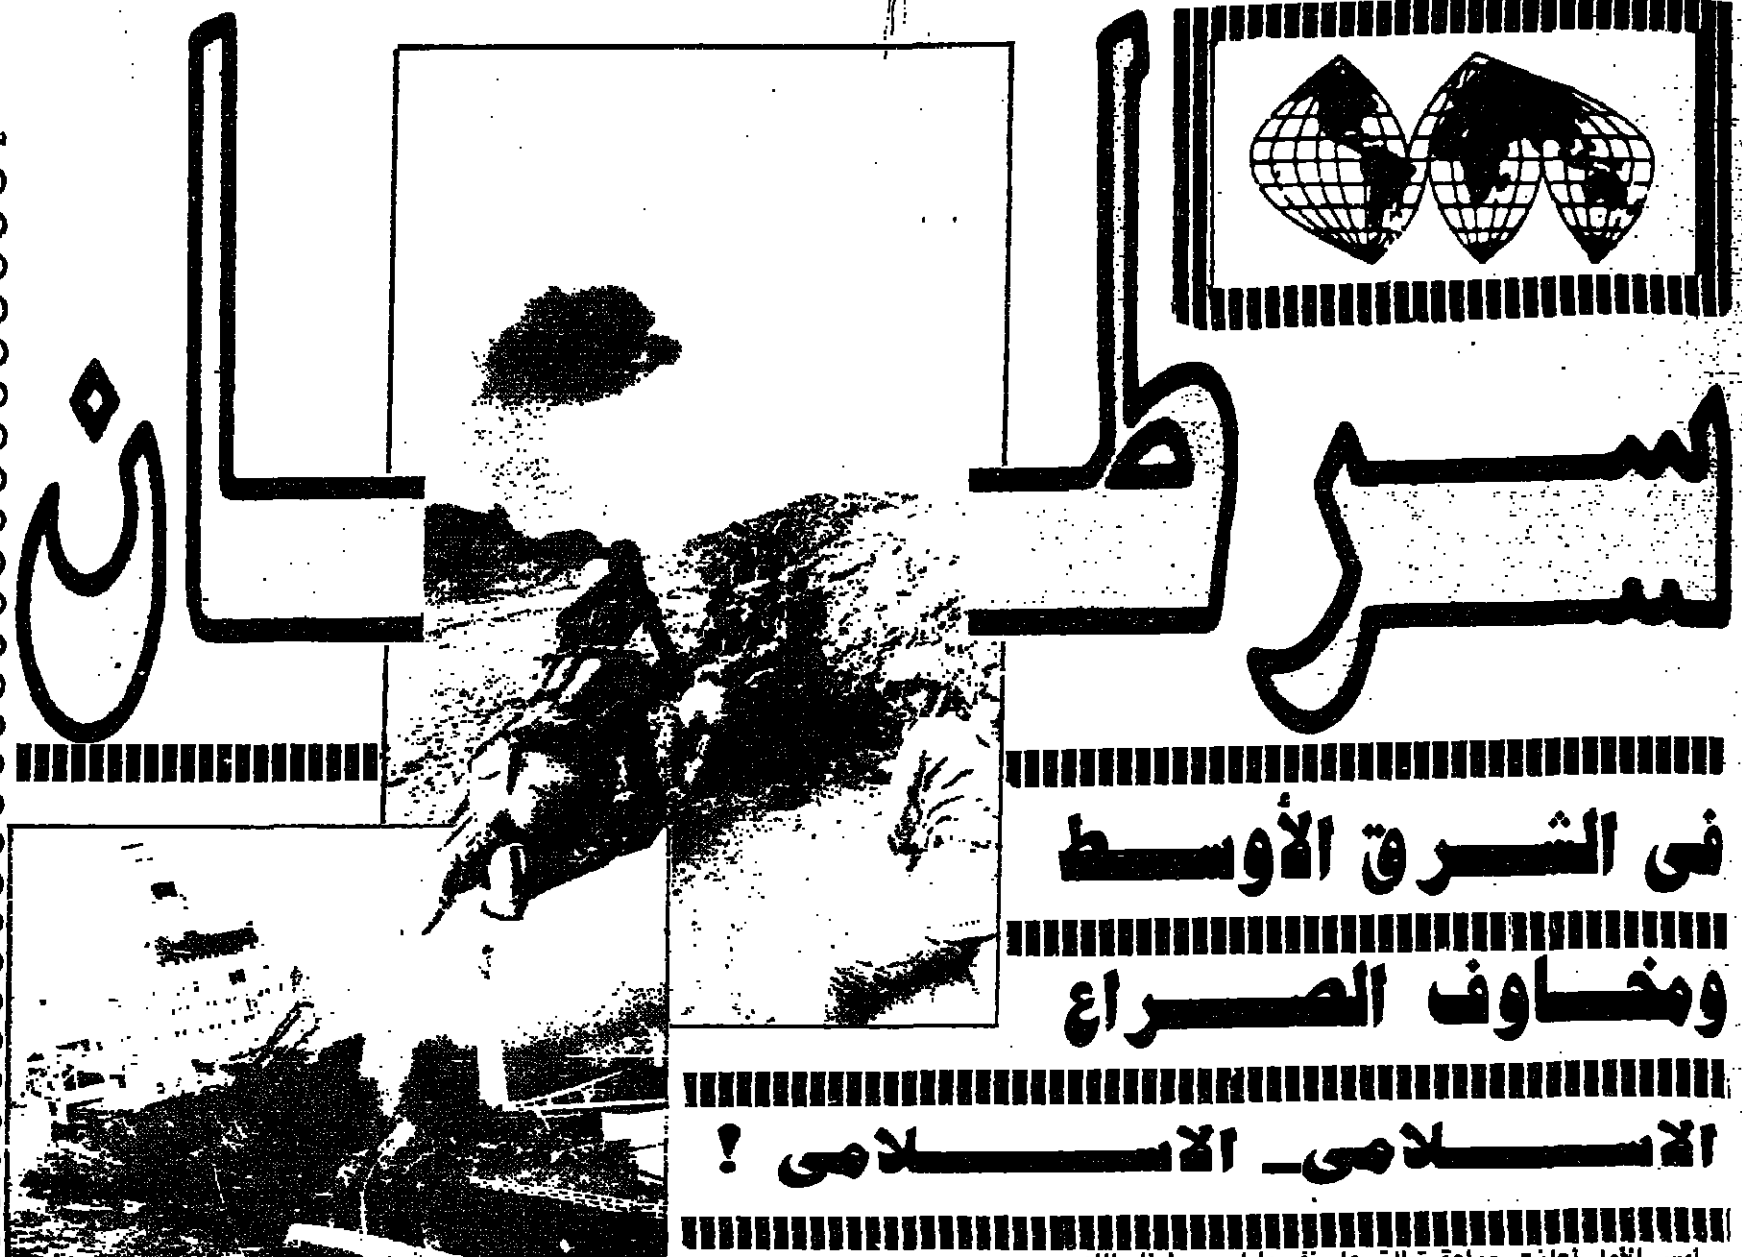 سرطان
فى الشرق الأوسط
ومخاوف الصراع
الاسلامى ـ الاسلامى !